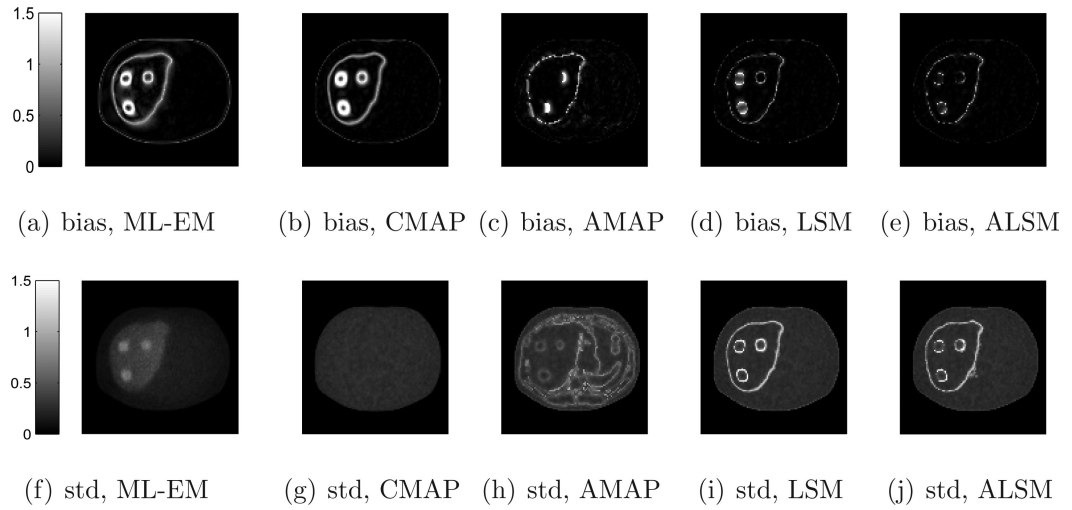 1.5
1
0.5
0
(a) bias, ML-EM
(b) bias, CMAP
(c) bias, AMAP
(d) bias, LSM
(e) bias, ALSM
1.5
1
0.5
0
(f) std, ML-EM
(g) std, CMAP
(h) std, AMAP
(i) std, LSM
(j) std, ALSM